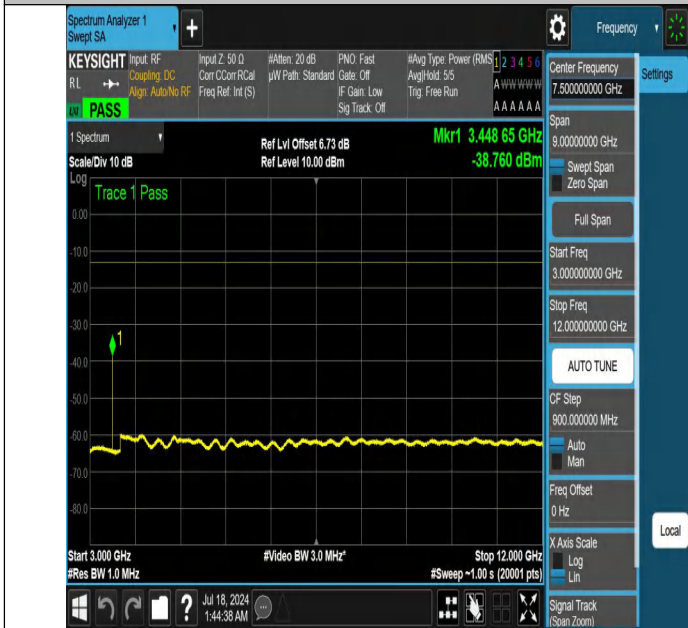 Spectrum Analyzer 1
Swept SA
+
Frequency
KEYSIGHT
RL
PASS
Input: RF
Coupling: DC
Align: Auto/No RF
Input Z: 50 Ω
Corr CCorr RCal
Freq Ref: Int (S)
#Atten: 20 dB
µW Path: Standard
PNO: Fast
Gate: Off
IF Gain: Low
Sig Track: Off
#Avg Type: Power (RMS
Avg|Hold: 5/5
Trig: Free Run
1 2 3 4 5 6
A W W W W W
A A A A A A
1 Spectrum
Scale/Div 10 dB
Ref Lvl Offset 6.73 dB
Ref Level 10.00 dBm
Mkr1 3.448 65 GHz
-38.760 dBm
Log
Trace 1 Pass
0.00
-10.0
-20.0
-30.0
1
-40.0
-50.0
-60.0
-70.0
-80.0
Start 3.000 GHz
#Res BW 1.0 MHz
#Video BW 3.0 MHz*
Stop 12.000 GHz
#Sweep ~1.00 s (20001 pts)
Jul 18, 2024
1:44:38 AM
Center Frequency
7.50000000 GHz
Settings
Span
9.00000000 GHz
Swept Span
Zero Span
Full Span
Start Freq
3.000000000 GHz
Stop Freq
12.000000000 GHz
AUTO TUNE
CF Step
900.000000 MHz
Auto
Man
Freq Offset
0 Hz
X Axis Scale
Log
Lin
Local
Signal Track
(Span Zoom)